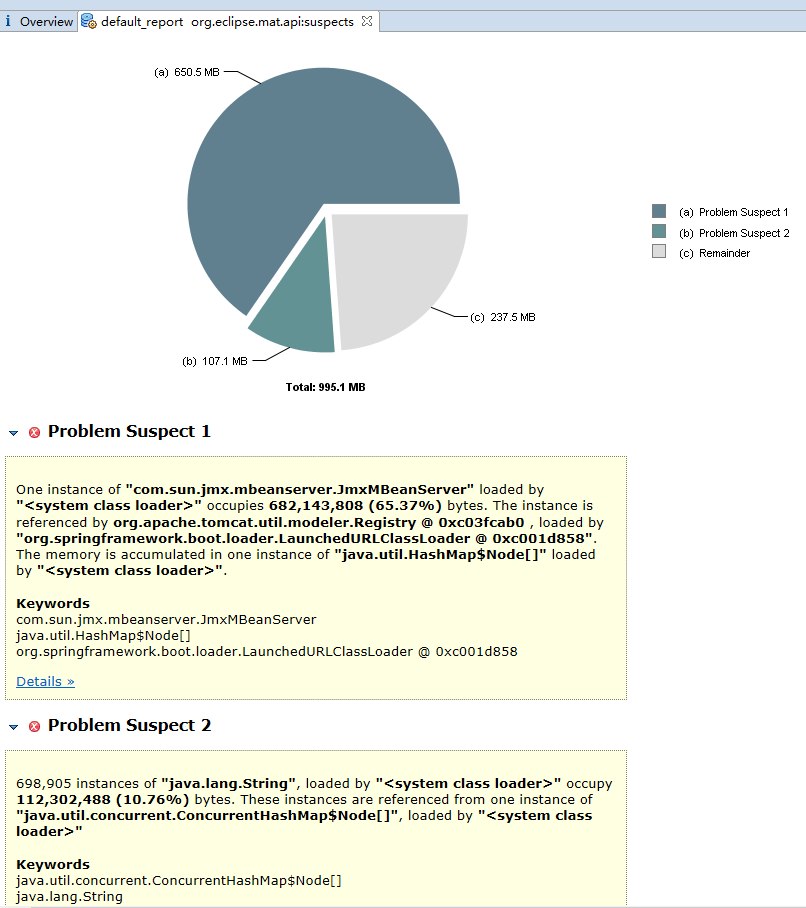 i Overview default_report org.eclipse.mat.api:suspects
(a) 650.5 MB
(a) Problem Suspect 1
(b) Problem Suspect 2
(c) Remainder
(c) 237.5 MB
(b) 107.1 MB
Total: 995.1 MB
Problem Suspect 1
One instance of "com.sun.jmx.mbeanserver.JmxMBeanServer" loaded by
"<system class loader>" occupies 682,143,808 (65.37%) bytes. The instance is
referenced by org.apache.tomcat.util.modeler.Registry @ 0xc03fcab0 , loaded by
"org.springframework.boot.loader.LaunchedURLClassLoader @ 0xc001d858".
The memory is accumulated in one instance of "java.util.HashMap$Node[]" loaded
by "<system class loader>".
Keywords
com.sun.jmx.mbeanserver.JmxMBeanServer
java.util.HashMap$Node[]
org.springframework.boot.loader.LaunchedURLClassLoader @ 0xc001d858
Details »
Problem Suspect 2
698,905 instances of "java.lang.String", loaded by "<system class loader>" occupy
112,302,488 (10.76%) bytes. These instances are referenced from one instance of
"java.util.concurrent.ConcurrentHashMap$Node[]", loaded by "<system class
loader>"
Keywords
java.util.concurrent.ConcurrentHashMap$Node[]
java.lang.String